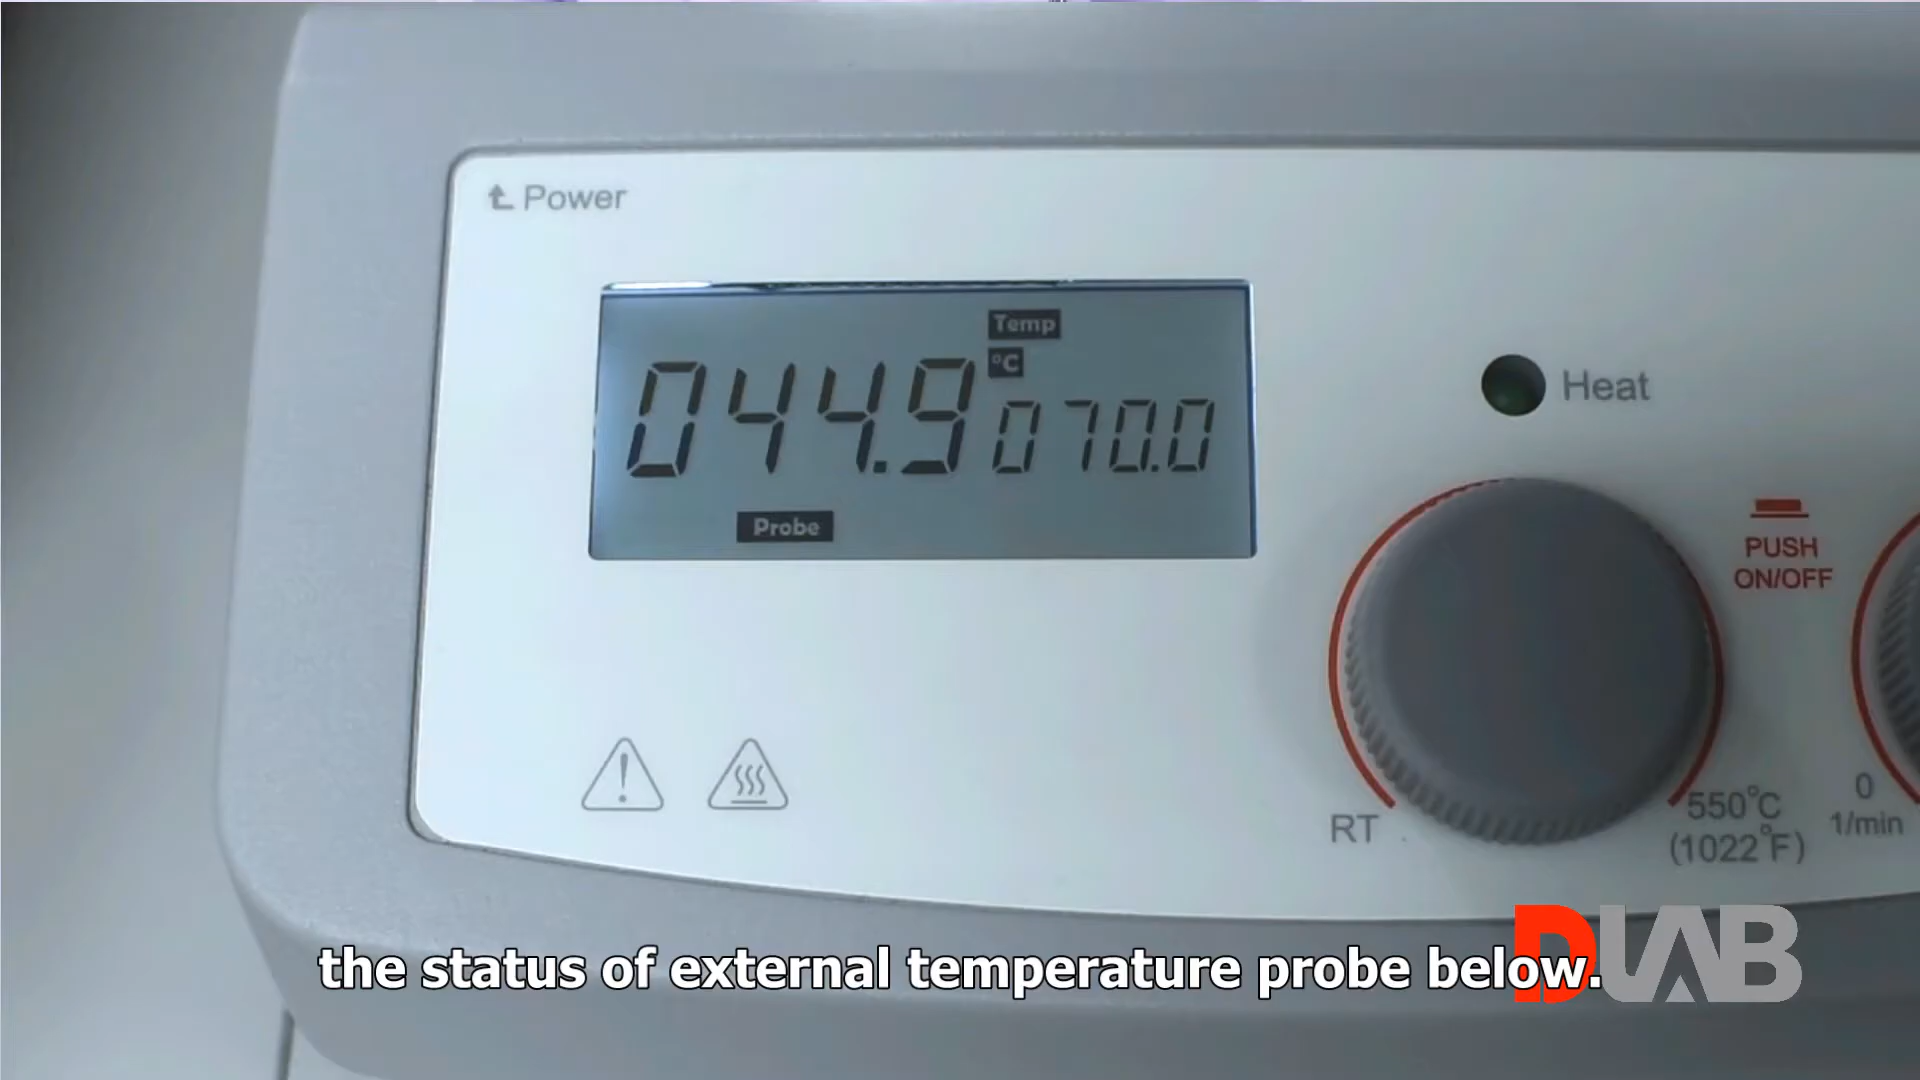 Power
Temp
°C
044.9 070.0
Probe
Heat
PUSH
ON/OFF
RT
550°C
(1022°F)
0
1/min
the status of external temperature probe below.
DLAB